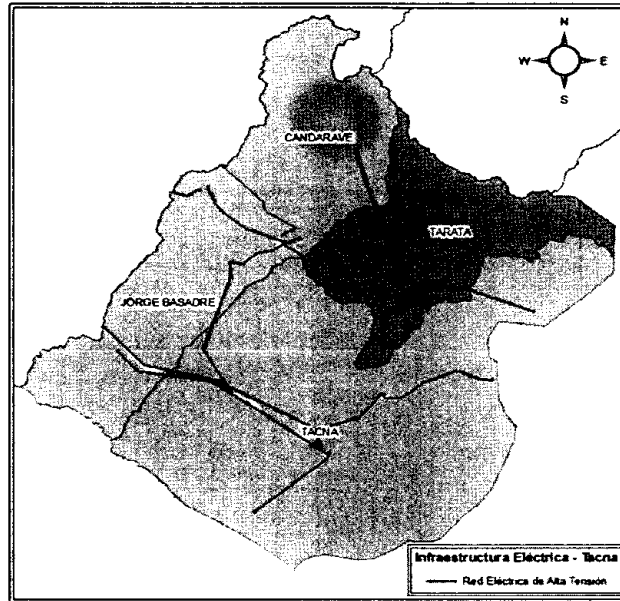 N
W E
S
CANDARAVE
TARATA
JORGE BASADRE
TACNA
Infraestructura Eléctrica - Tacna
Red Eléctrica de Alta Tensión